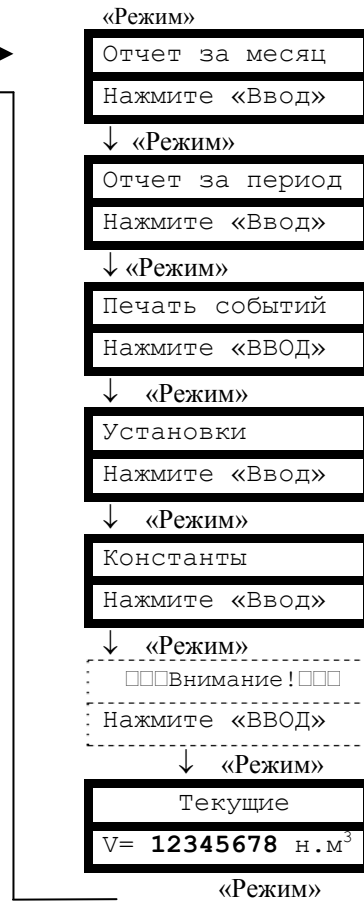 «Режим»
Отчет за месяц
Нажмите «Ввод»
↓ «Режим»
Отчет за период
Нажмите «Ввод»
↓ «Режим»
Печать событий
Нажмите «ВВОД»
↓ «Режим»
Установки
Нажмите «Ввод»
↓ «Режим»
Константы
Нажмите «Ввод»
↓ «Режим»
□□□Внимание!□□□
Нажмите «ВВОД»
↓ «Режим»
Текущие
V= 12345678 н.м³
«Режим»